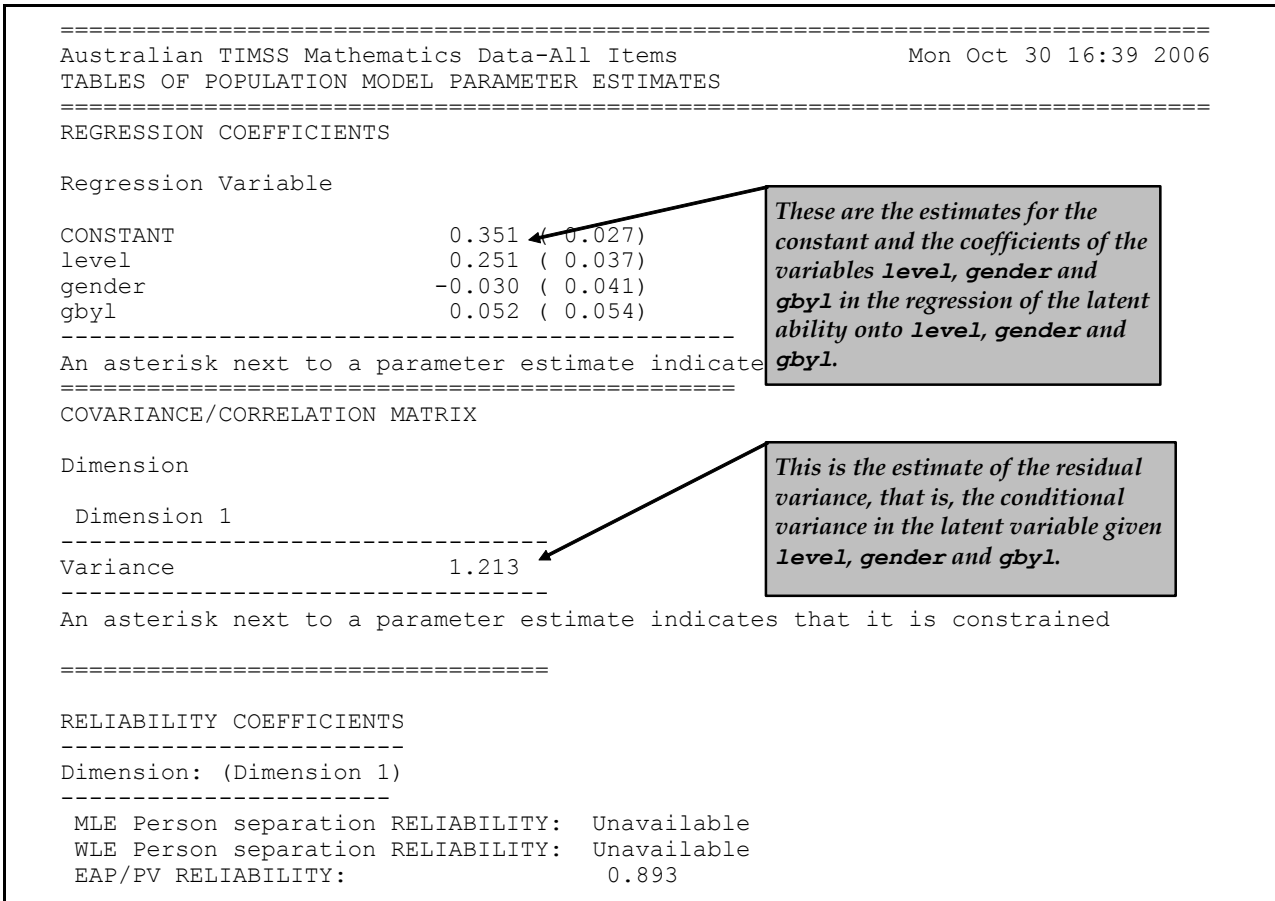 ================================================================================
Australian TIMSS Mathematics Data-All Items Mon Oct 30 16:39 2006
TABLES OF POPULATION MODEL PARAMETER ESTIMATES
================================================================================
REGRESSION COEFFICIENTS
Regression Variable
CONSTANT 0.351 ( 0.027)
level 0.251 ( 0.037)
gender -0.030 ( 0.041)
gbyl 0.052 ( 0.054)
-----------------------------------------------
An asterisk next to a parameter estimate indicate
===============================================
These are the estimates for the
constant and the coefficients of the
variables level, gender and
gbyl in the regression of the latent
ability onto level, gender and
gbyl.
COVARIANCE/CORRELATION MATRIX
Dimension
Dimension 1
----------------------------------
Variance 1.213
----------------------------------
This is the estimate of the residual
variance, that is, the conditional
variance in the latent variable given
level, gender and gbyl.
An asterisk next to a parameter estimate indicates that it is constrained
==================================
RELIABILITY COEFFICIENTS
------------------------
Dimension: (Dimension 1)
-----------------------
MLE Person separation RELIABILITY: Unavailable
WLE Person separation RELIABILITY: Unavailable
EAP/PV RELIABILITY: 0.893